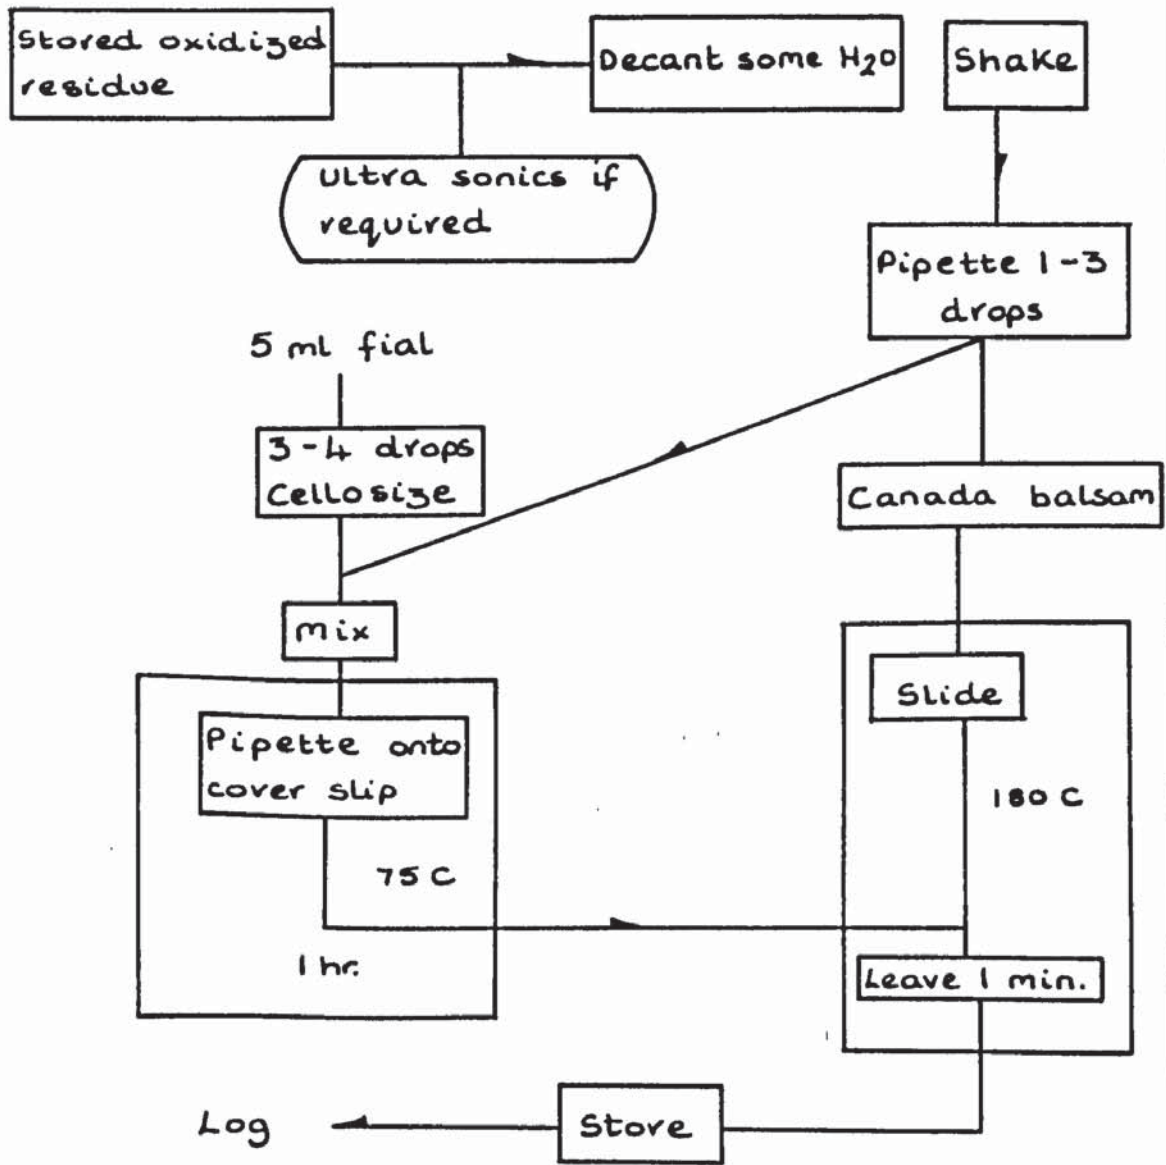 Stored oxidized
residue
Decant some H₂O
Shake
Ultra sonics if
required
Pipette 1-3
drops
5 ml fial
3-4 drops
Cellosize
Canada balsam
Mix
Slide
Pipette onto
cover slip
180 C
75 C
1 hr.
Leave 1 min.
Log
Store